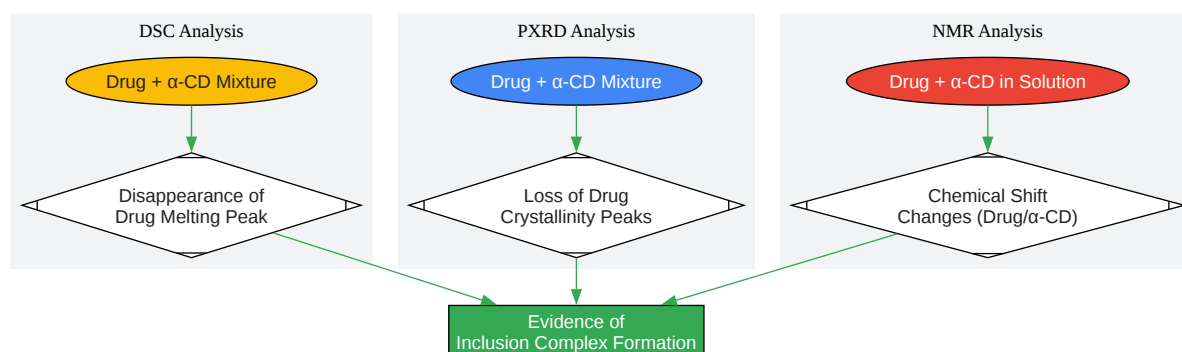 DSC Analysis
Drug + α-CD Mixture
Disappearance of
Drug Melting Peak
PXRD Analysis
Drug + α-CD Mixture
Loss of Drug
Crystallinity Peaks
NMR Analysis
Drug + α-CD in Solution
Chemical Shift
Changes (Drug/α-CD)
Evidence of
Inclusion Complex Formation